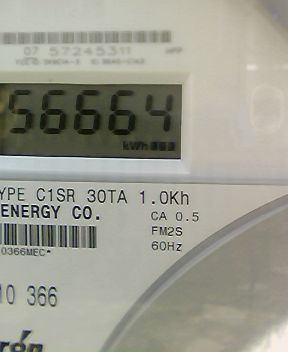 07 57245311
56664
kWh
YPE C1SR 30TA 1.0Kh
ENERGY CO.
CA 0.5
FM2S
60Hz
0366MEC*
10 366
rón